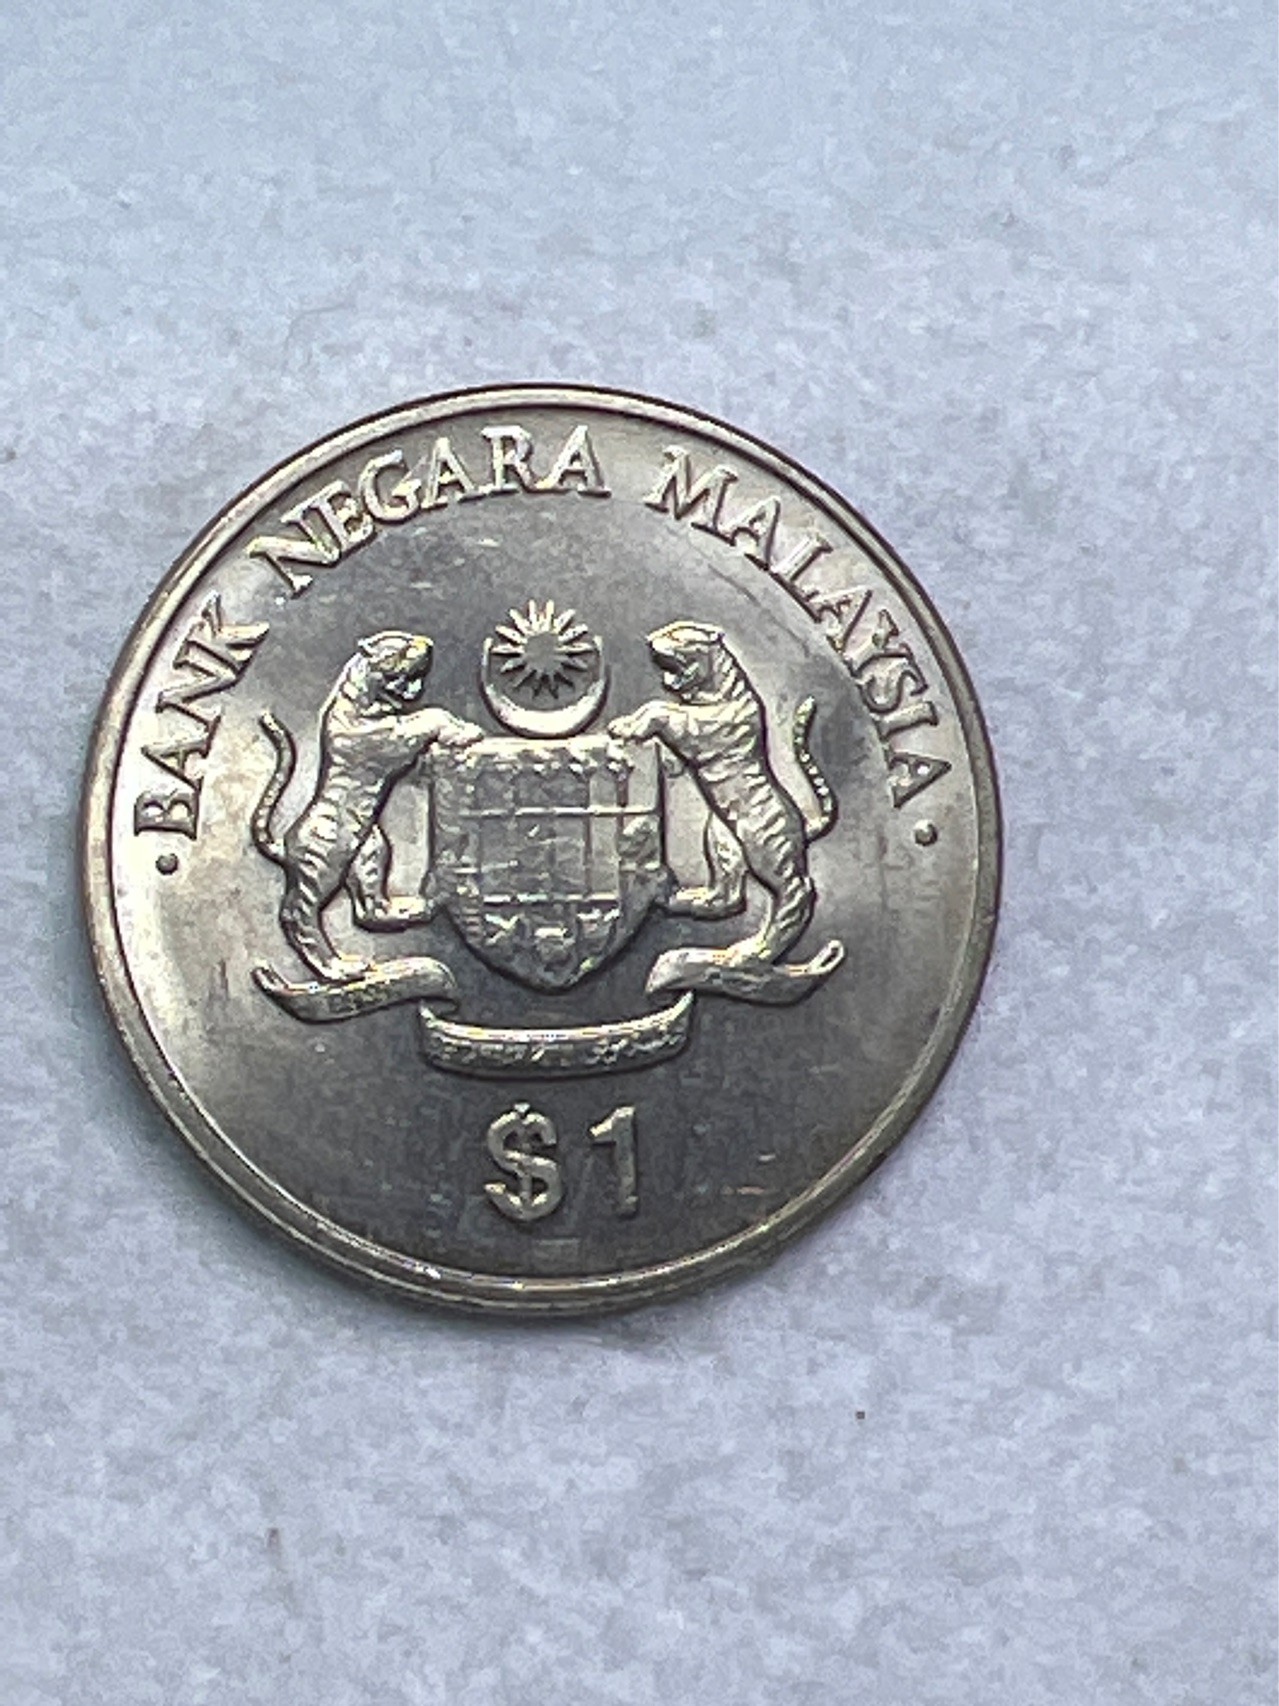 · BANK NEGARA MALAYSIA ·
$1